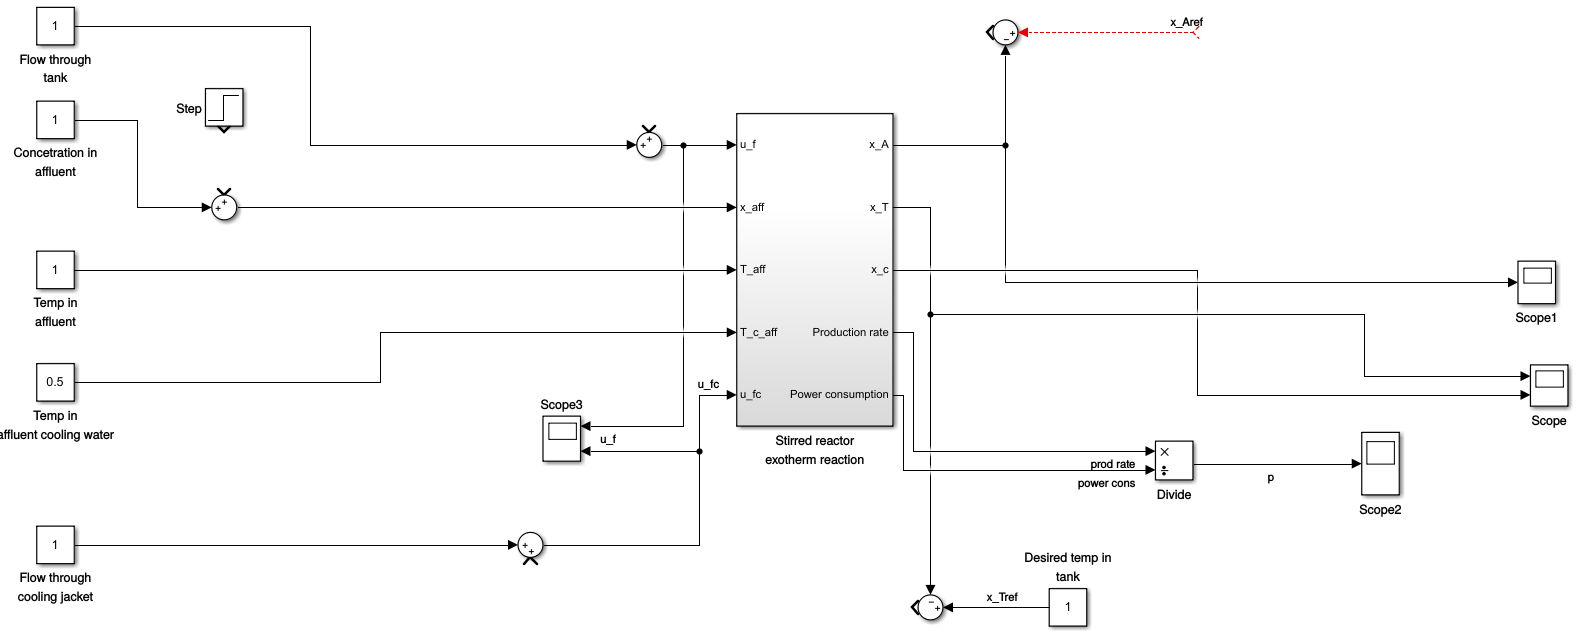 1
Flow through
tank
Step
1
Concetration in
affluent
1
Temp in
affluent
0.5
Temp in
affluent cooling water
1
Flow through
cooling jacket
+
+
+
+
+
+
Scope3
u_f
u_fc
u_f
x_aff
T_aff
T_c_aff
u_fc
x_A
x_T
x_c
Production rate
Power consumption
Stirred reactor
exotherm reaction
x_Aref
−
+
Scope1
Scope
prod rate
power cons
×
÷
Divide
p
Scope2
Desired temp in
tank
1
x_Tref
−
+